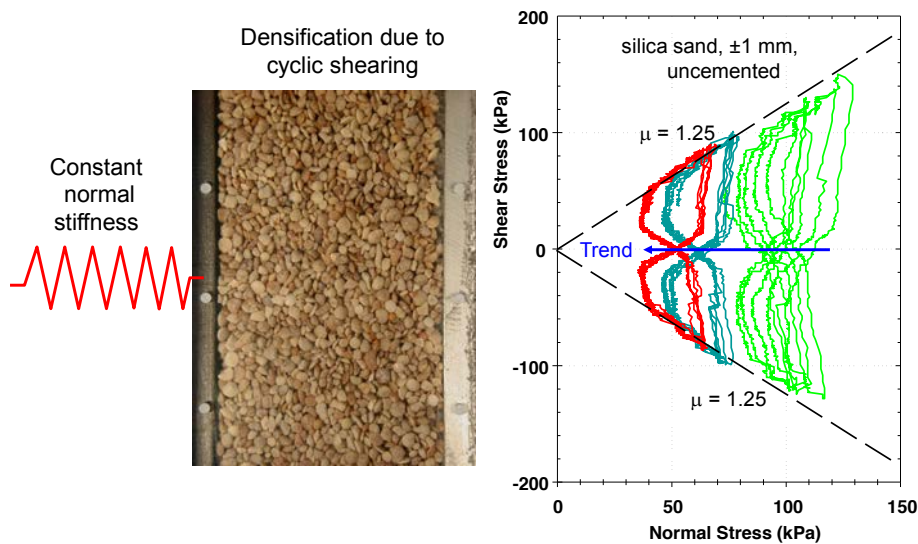 Densification due to
cyclic shearing
Constant
normal
stiffness
Shear Stress (kPa)
200
100
0
-100
-200
silica sand, ±1 mm,
uncemented
μ = 1.25
Trend
μ = 1.25
0
50
100
150
Normal Stress (kPa)